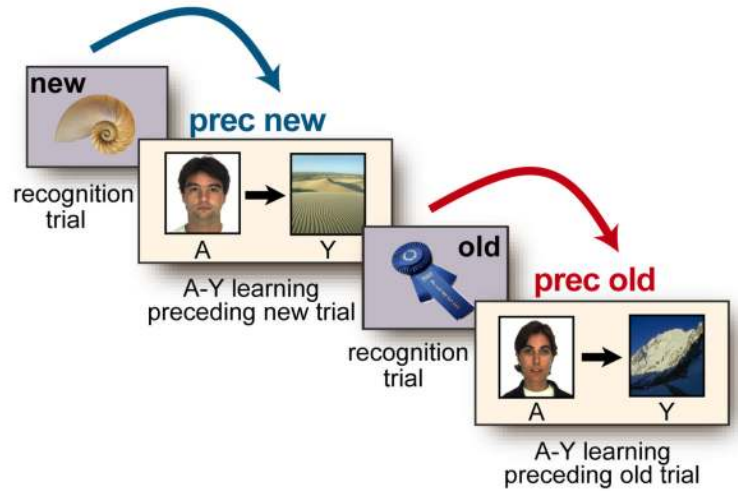 new
recognition
trial
prec new
A
Y
A-Y learning
preceding new trial
old
recognition
trial
prec old
A
Y
A-Y learning
preceding old trial